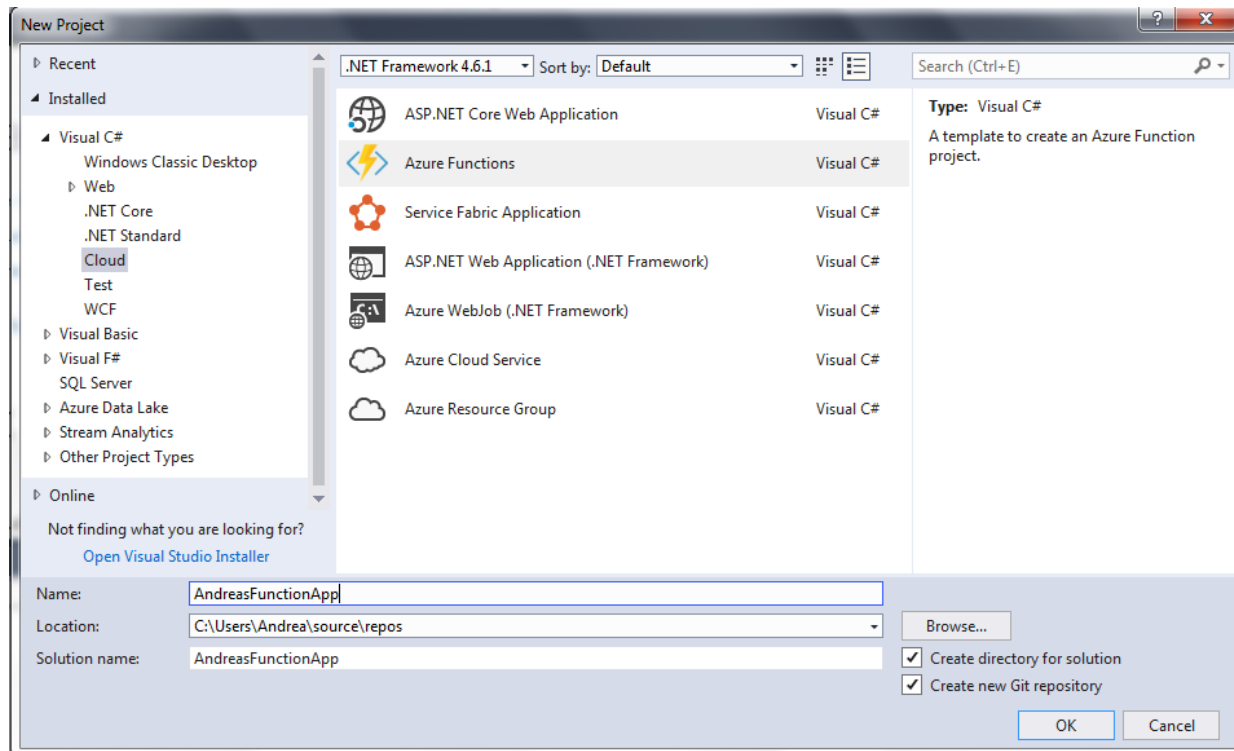 New Project
?
x
Recent
Installed
Visual C#
Windows Classic Desktop
Web
.NET Core
.NET Standard
Cloud
Test
WCF
Visual Basic
Visual F#
SQL Server
Azure Data Lake
Stream Analytics
Other Project Types
Online
Not finding what you are looking for?
Open Visual Studio Installer
.NET Framework 4.6.1 Sort by: Default
ASP.NET Core Web Application Visual C#
Azure Functions Visual C#
Service Fabric Application Visual C#
ASP.NET Web Application (.NET Framework) Visual C#
Azure WebJob (.NET Framework) Visual C#
Azure Cloud Service Visual C#
Azure Resource Group Visual C#
Search (Ctrl+E)
Type: Visual C#
A template to create an Azure Function
project.
Name: AndreasFunctionApp
Location: C:\Users\Andrea\source\repos
Browse...
Solution name: AndreasFunctionApp
Create directory for solution
Create new Git repository
OK Cancel